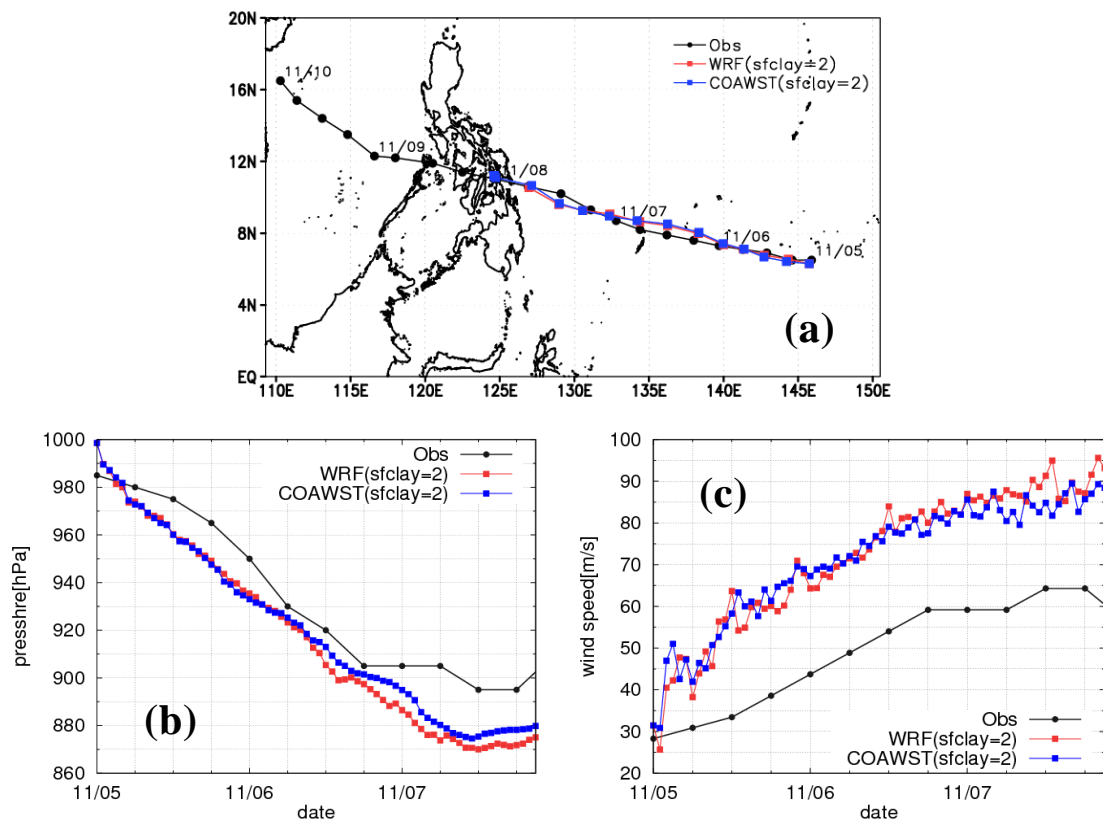 20N
16N
12N
8N
4N
EQ
110E 115E 120E 125E 130E 135E 140E 145E 150E
Obs
WRF(sfclay=2)
COAWST(sfclay=2)
11/10
11/09
11/08
11/07
11/06
11/05
(a)
1000
980
960
940
920
900
880
860
presshre[hPa]
11/05 11/06 11/07
date
Obs
WRF(sfclay=2)
COAWST(sfclay=2)
(b)
100
90
80
70
60
50
40
30
20
wind speed[m/s]
11/05 11/06 11/07
date
(c)
Obs
WRF(sfclay=2)
COAWST(sfclay=2)